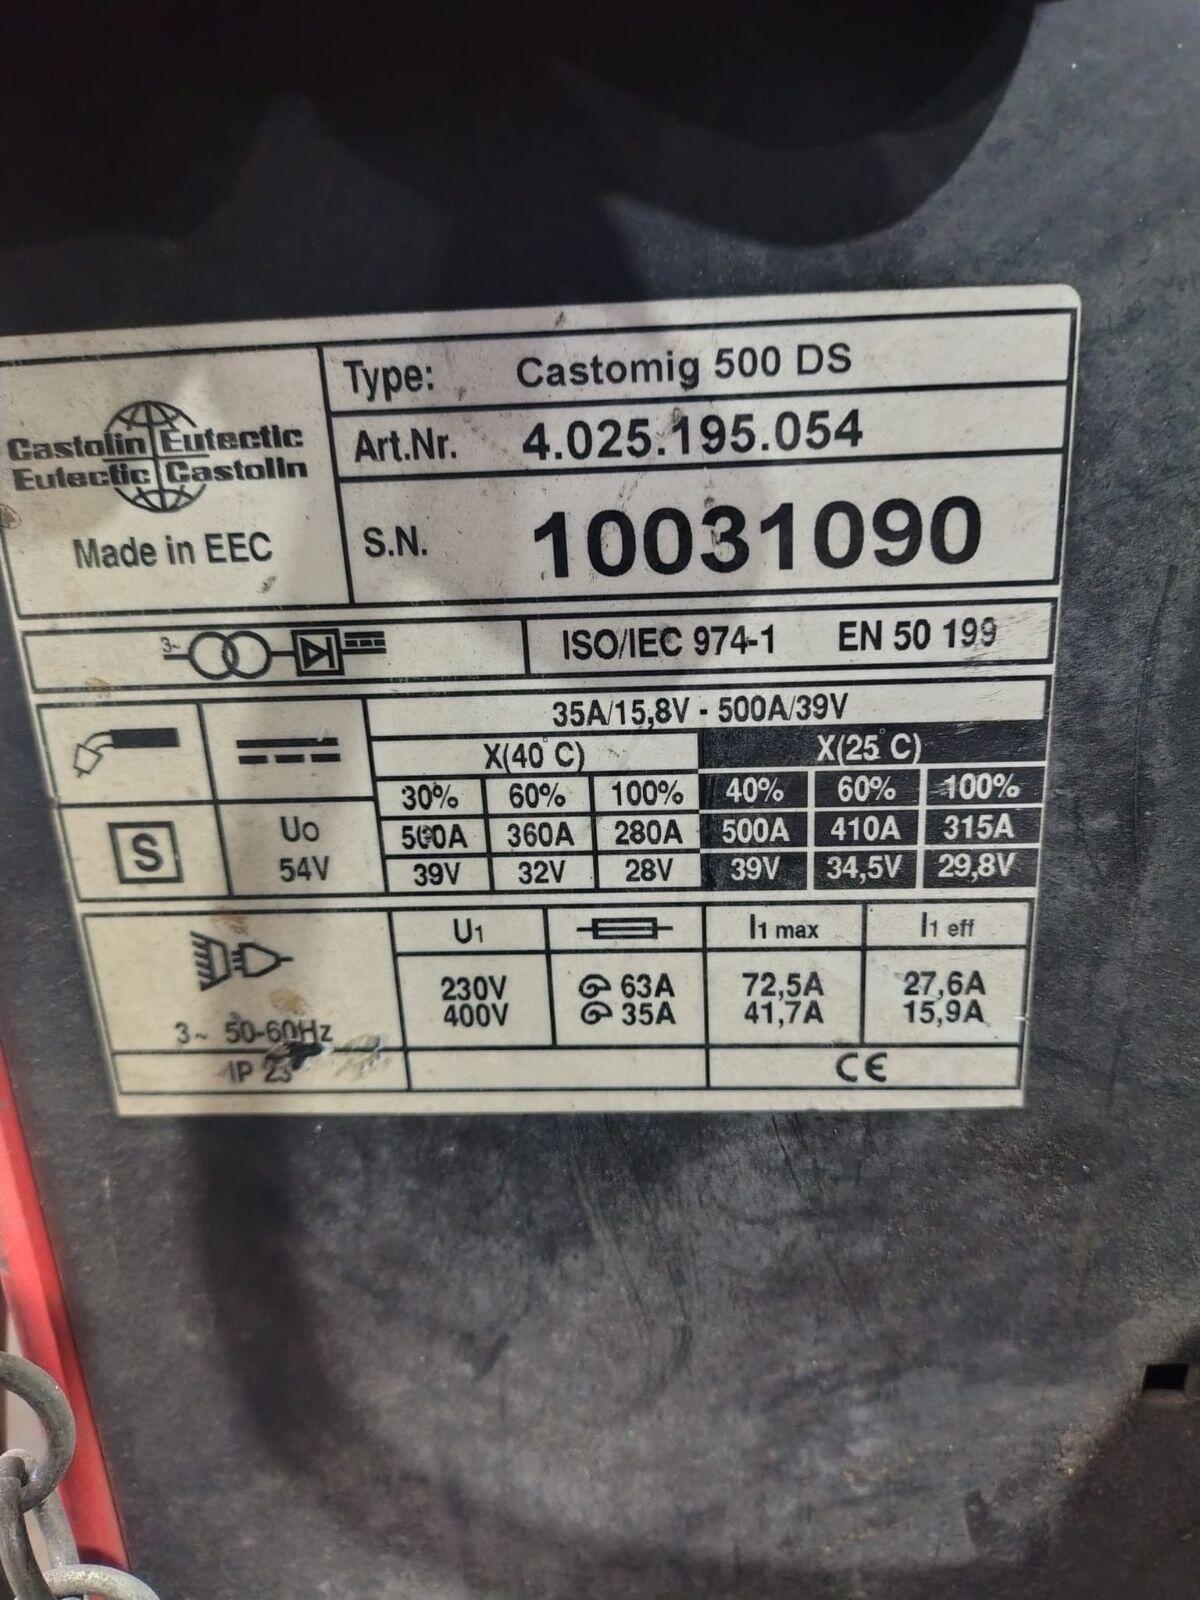 Castolin Eutectic
Eutectic Castolin
Made in EEC
Type: Castomig 500 DS
Art.Nr. 4.025.195.054
S.N. 10031090
3~
ISO/IEC 974-1 EN 50 199
35A/15,8V - 500A/39V
X(40°C) X(25°C)
30% 60% 100% 40% 60% 100%
S
U0
54V
500A 360A 280A 500A 410A 315A
39V 32V 28V 39V 34,5V 29,8V
U1 I1 max I1 eff
230V 63A 72,5A 27,6A
400V 35A 41,7A 15,9A
3~ 50-60Hz
IP 23
CE